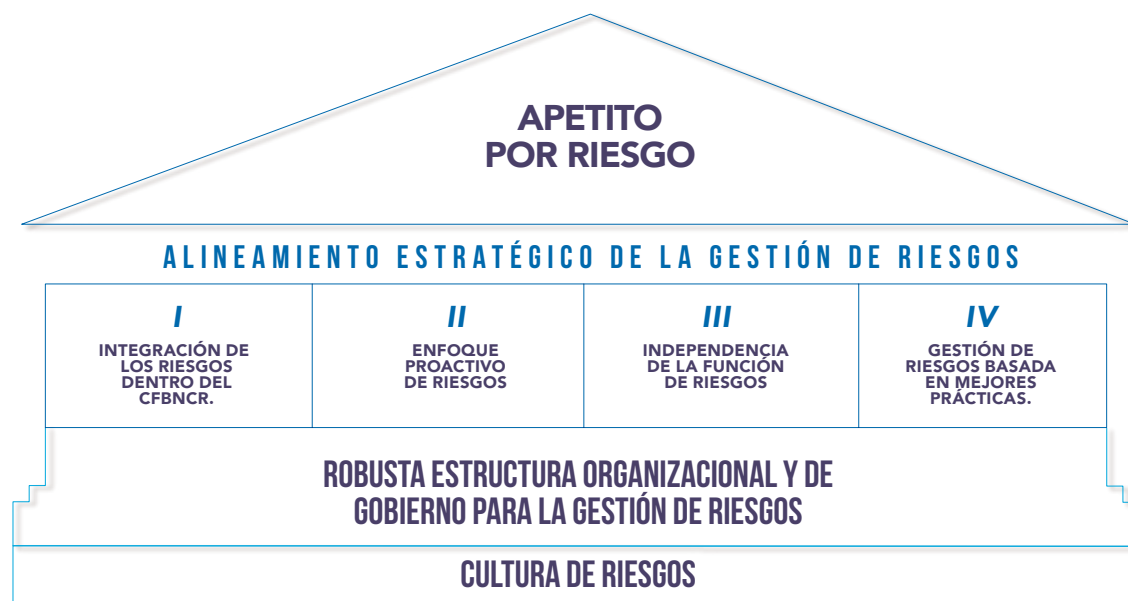 APETITO
POR RIESGO
ALINEAMIENTO ESTRATÉGICO DE LA GESTIÓN DE RIESGOS
I
INTEGRACIÓN DE
LOS RIESGOS
DENTRO DEL
CFBNCR.
II
ENFOQUE
PROACTIVO
DE RIESGOS
III
INDEPENDENCIA
DE LA FUNCIÓN
DE RIESGOS
IV
GESTIÓN DE
RIESGOS BASADA
EN MEJORES
PRÁCTICAS.
ROBUSTA ESTRUCTURA ORGANIZACIONAL Y DE
GOBIERNO PARA LA GESTIÓN DE RIESGOS
CULTURA DE RIESGOS